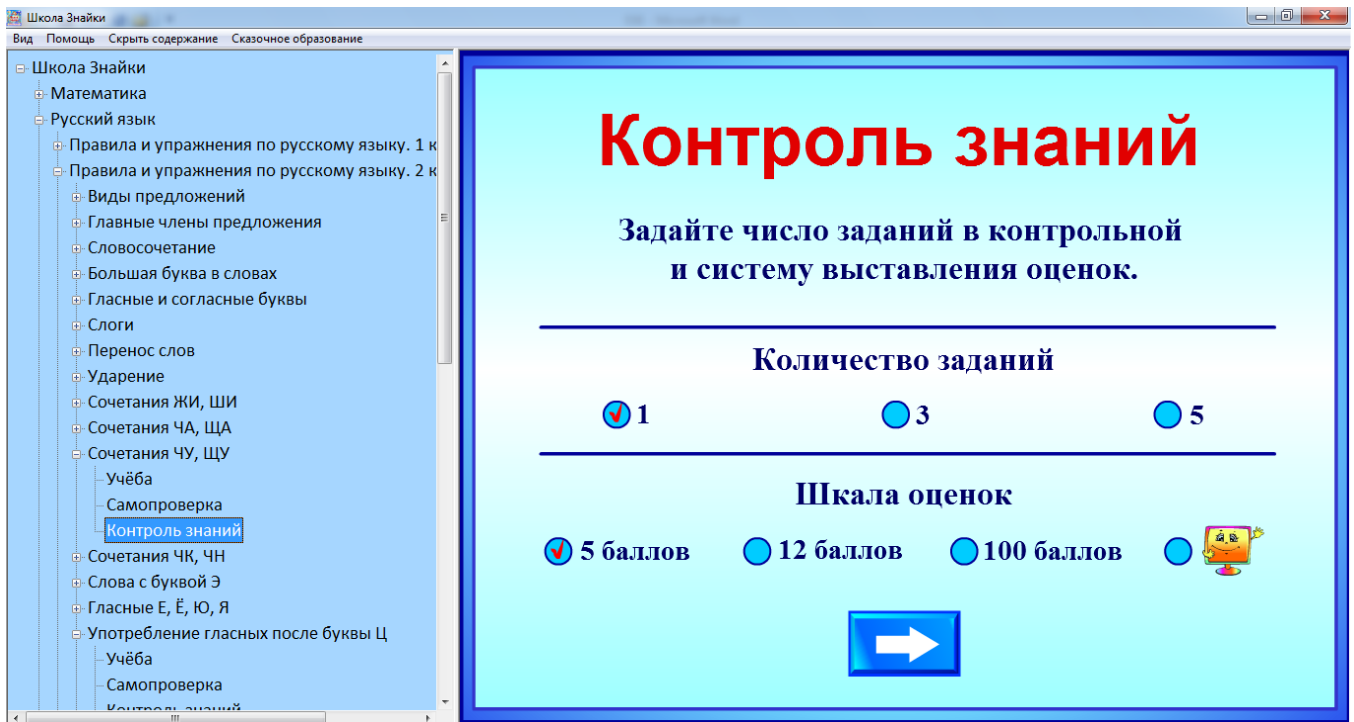 Школа Знайки
Вид Помощь Скрыть содержание Сказочное образование
Школа Знайки
Математика
Русский язык
Правила и упражнения по русскому языку. 1 к
Правила и упражнения по русскому языку. 2 к
Виды предложений
Главные члены предложения
Словосочетание
Большая буква в словах
Гласные и согласные буквы
Слоги
Перенос слов
Ударение
Сочетания ЖИ, ШИ
Сочетания ЧА, ЩА
Сочетания ЧУ, ЩУ
Учёба
Самопроверка
Контроль знаний
Сочетания ЧК, ЧН
Слова с буквой Э
Гласные Е, Ё, Ю, Я
Употребление гласных после буквы Ц
Учёба
Самопроверка
Контроль знаний
Контроль знаний
Задайте число заданий в контрольной
и систему выставления оценок.
Количество заданий
1 3 5
Шкала оценок
5 баллов 12 баллов 100 баллов